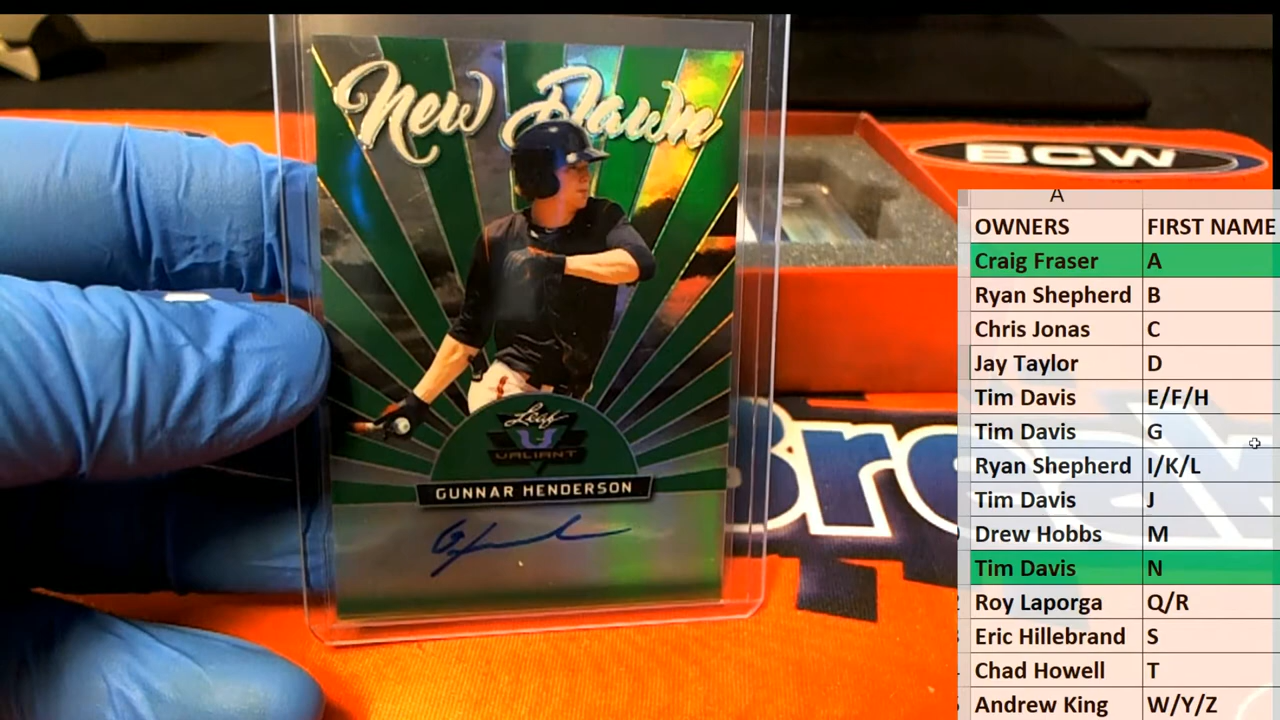 New Dawn
BCW
Leaf
VALIANT
GUNNAR HENDERSON
A
OWNERS FIRST NAME
Craig Fraser A
Ryan Shepherd B
Chris Jonas C
Jay Taylor D
Tim Davis E/F/H
Tim Davis G
Ryan Shepherd I/K/L
Tim Davis J
Drew Hobbs M
Tim Davis N
Roy Laporga Q/R
Eric Hillebrand S
Chad Howell T
Andrew King W/Y/Z